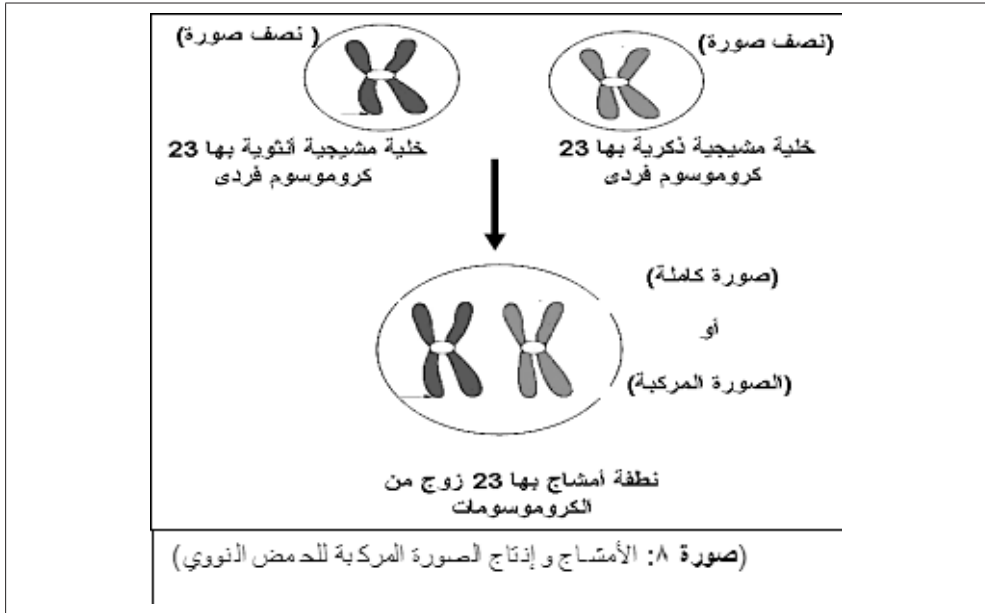 (نصف صورة)
( نصف صورة)
خلية مشيجية ذكرية بها 23
كروموسوم فردى
خلية مشيجية أنثوية بها 23
كروموسوم فردى
(صورة كاملة)
أو
(الصورة المركبة)
نطفة أمشاج بها 23 زوج من
الكروموسومات
(صورة ٨: الأمشاج وإنتاج الصورة المركبة للحمض النووي)